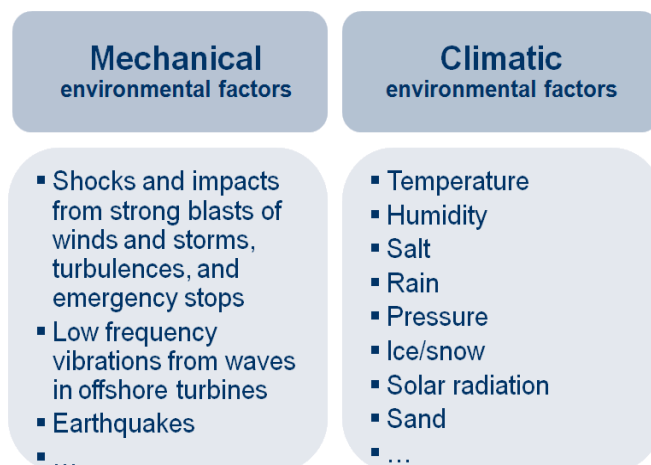 Mechanical
environmental factors
▪ Shocks and impacts
from strong blasts of
winds and storms,
turbulences, and
emergency stops
▪ Low frequency
vibrations from waves
in offshore turbines
▪ Earthquakes
▪ ...
Climatic
environmental factors
▪ Temperature
▪ Humidity
▪ Salt
▪ Rain
▪ Pressure
▪ Ice/snow
▪ Solar radiation
▪ Sand
▪ ...